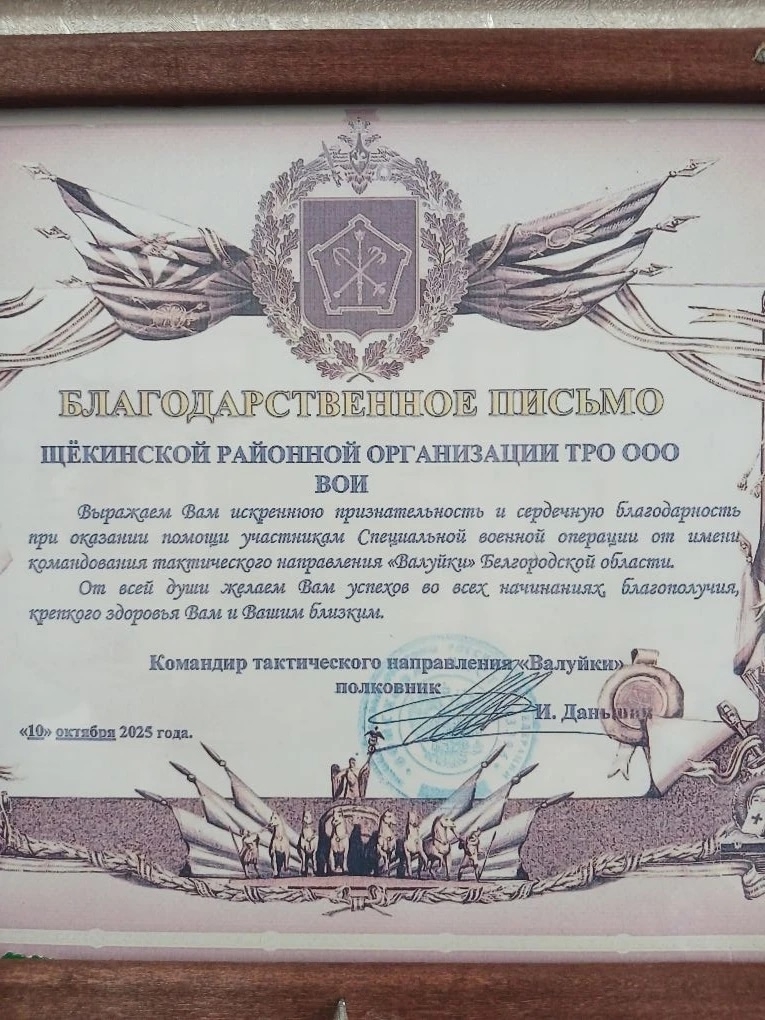 БЛАГОДАРСТВЕННОЕ ПИСЬМО
ЩЁКИНСКОЙ РАЙОННОЙ ОРГАНИЗАЦИИ ТРО ООО
ВОИ
Выражаем Вам искреннюю признательность и сердечную благодарность
при оказании помощи участникам Специальной военной операции от имени
командования тактического направления «Валуйки» Белгородской области.
От всей души желаем Вам успехов во всех начинаниях, благополучия,
крепкого здоровья Вам и Вашим близким.
Командир тактического направления «Валуйки»
полковник
И. Даньшин
«10» октября 2025 года.